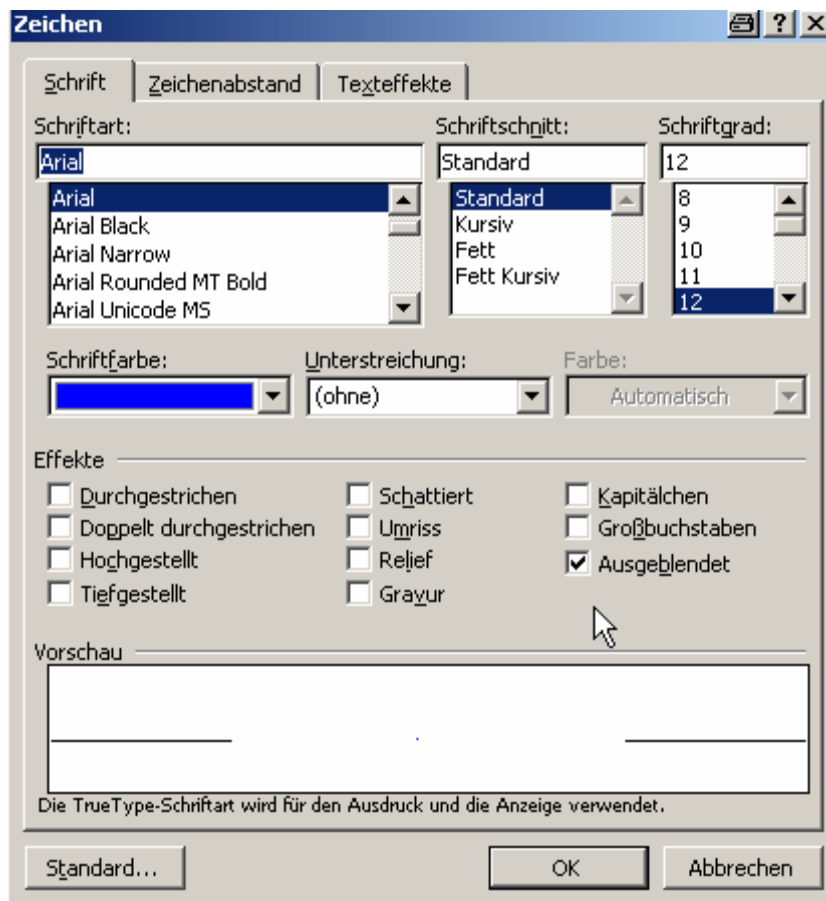 Zeichen
Schrift Zeichenabstand Texteffekte
Schriftart: Schriftschnitt: Schriftgrad:
Arial Standard 12
Arial Standard 8
Arial Black Kursiv 9
Arial Narrow Fett 10
Arial Rounded MT Bold Fett Kursiv 11
Arial Unicode MS 12
Schriftfarbe: Unterstreichung: Farbe:
(ohne) Automatisch
Effekte
Durchgestrichen Schattiert Kapitälchen
Doppelt durchgestrichen Umriss Großbuchstaben
Hochgestellt Relief Ausgeblendet
Tiefgestellt Gravur
Vorschau
Die TrueType-Schriftart wird für den Ausdruck und die Anzeige verwendet.
Standard... OK Abbrechen